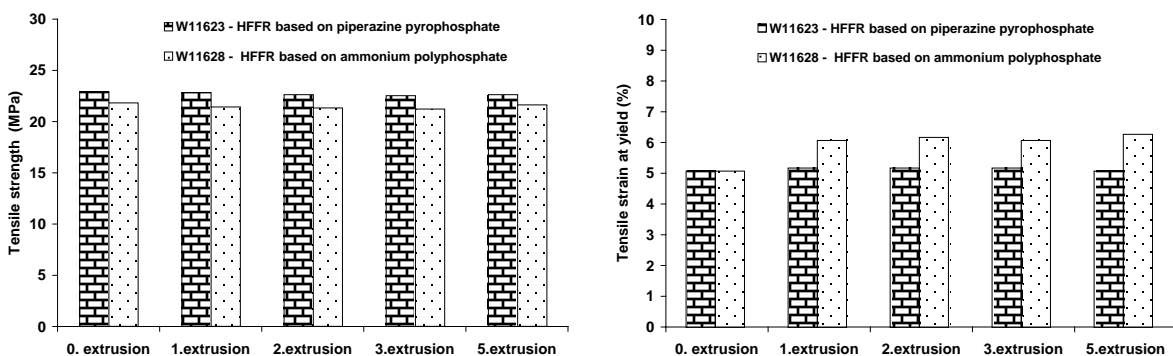 W11623 - HFFR based on piperazine pyrophosphate
W11628 - HFFR based on ammonium polyphosphate
Tensile strength (MPa)
30
25
20
15
10
5
0
0. extrusion 1.extrusion 2.extrusion 3.extrusion 5.extrusion
W11623 - HFFR based on piperazine pyrophosphate
W11628 - HFFR based on ammonium polyphosphate
Tensile strain at yield (%)
10
9
8
7
6
5
4
3
2
1
0
0. extrusion 1.extrusion 2.extrusion 3.extrusion 5.extrusion